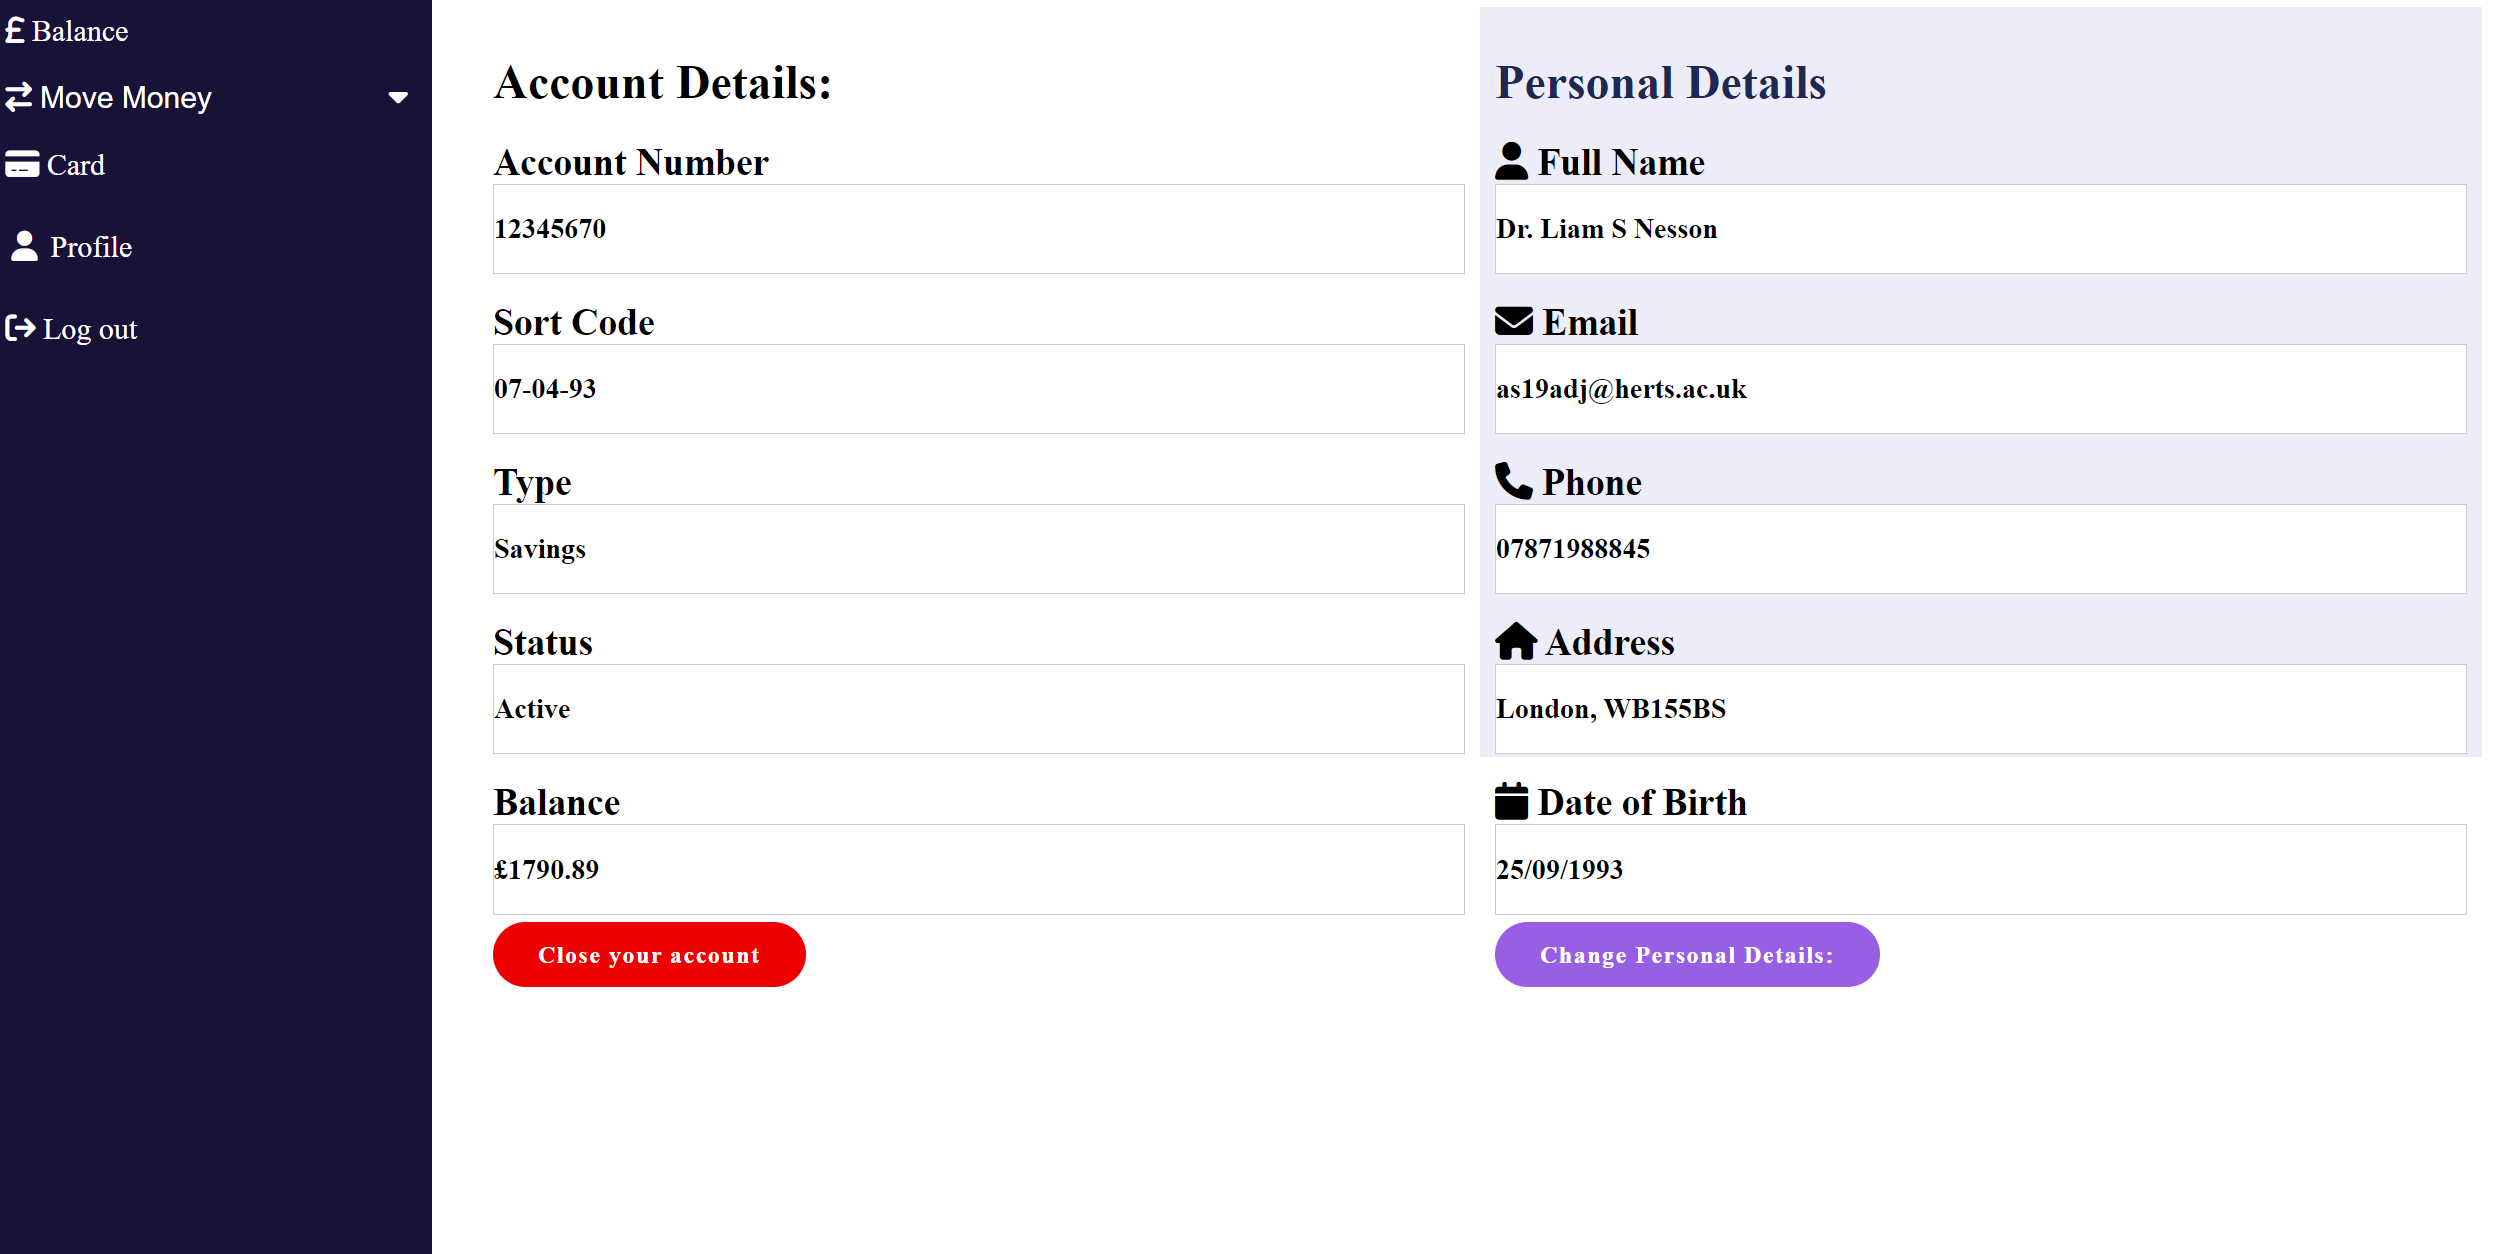 Balance
Move Money
Card
Profile
Log out
Account Details:
Account Number
12345670
Sort Code
07-04-93
Type
Savings
Status
Active
Balance
£1790.89
Close your account
Personal Details
Full Name
Dr. Liam S Nesson
Email
as19adj@herts.ac.uk
Phone
07871988845
Address
London, WB155BS
Date of Birth
25/09/1993
Change Personal Details: